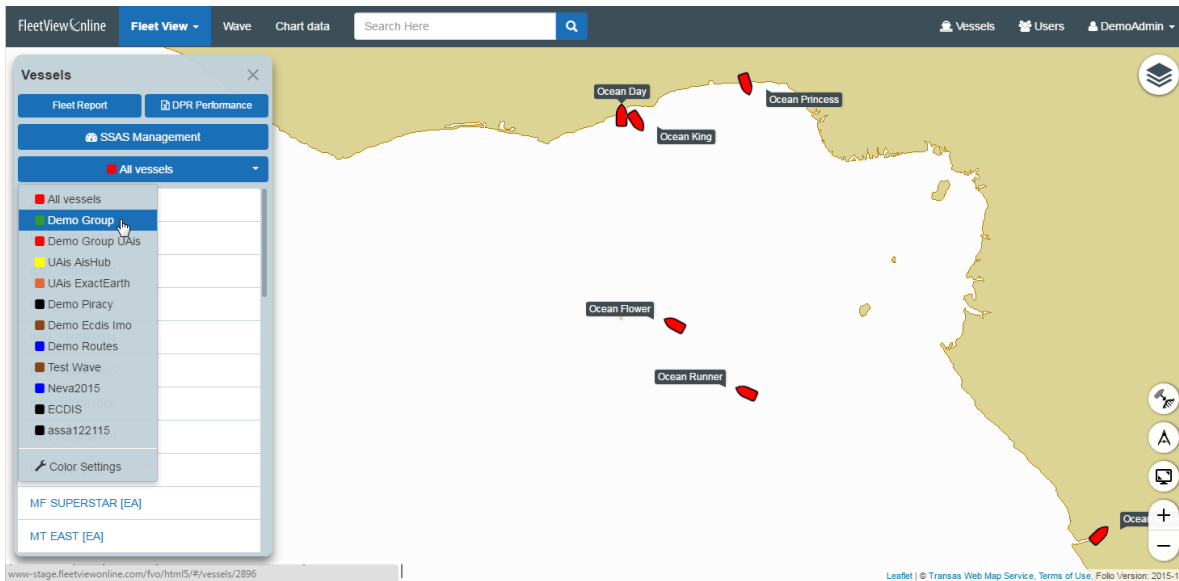 FleetViewOnline Fleet View Wave Chart data Search Here Vessels Users DemoAdmin
Vessels
Fleet Report DPR Performance
SSAS Management
All vessels
All vessels
Demo Group
Demo Group UAis
UAis AisHub
UAis ExactEarth
Demo Piracy
Demo Ecdis Imo
Demo Routes
Test Wave
Neva2015
ECDIS
assa122115
Color Settings
MF SUPERSTAR [EA]
MT EAST [EA]
Ocean Day
Ocean King
Ocean Princess
Ocean Flower
Ocean Runner
Ocea
+
−
www-stage.fleetviewonline.com/fvo/html5/#/vessels/2896
Leaflet | © Transas Web Map Service, Terms of Use, Folio Version: 2015-1